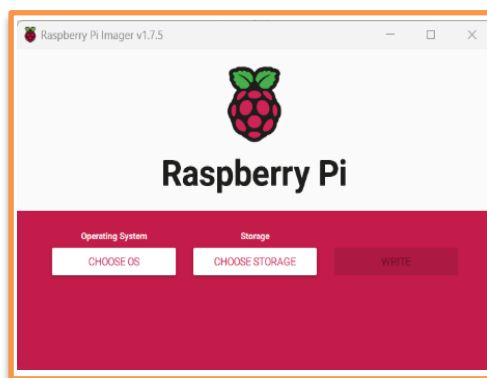 Raspberry Pi Imager v1.7.5
Raspberry Pi
Operating System Storage
CHOOSE OS CHOOSE STORAGE WRITE